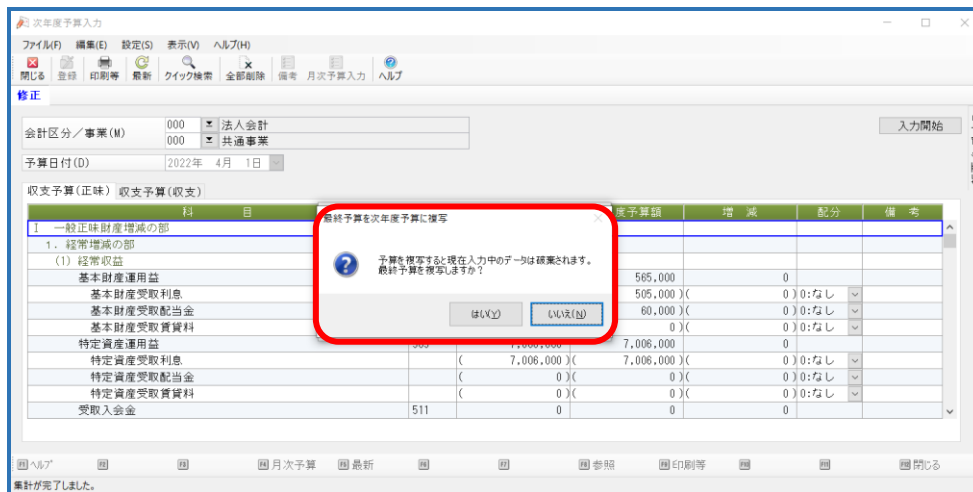 次年度予算入力
ファイル(F) 編集(E) 設定(S) 表示(V) ヘルプ(H)
閉じる 登録 印刷等 最新 クイック検索 全部削除 備考 月次予算入力 ヘルプ
修正
会計区分/事業(M) 000 法人会計
000 共通事業
入力開始
予算日付(D) 2022年 4月 1日
収支予算(正味) 収支予算(収支)
科 目 度予算額 増 減 配分 備 考
最終予算を次年度予算に複写
予算を複写すると現在入力中のデータは破棄されます。
最終予算を複写しますか?
はい(Y) いいえ(N)
I 一般正味財産増減の部
1. 経常増減の部
(1) 経常収益
基本財産運用益 565,000 0
基本財産受取利息 505,000)( 0) 0:なし
基本財産受取配当金 60,000)( 0) 0:なし
基本財産受取賃貸料 0)( 0) 0:なし
特定資産運用益 7,006,000 0
特定資産受取利息 ( 7,006,000)( 7,006,000)( 0) 0:なし
特定資産受取配当金 ( 0)( 0)( 0) 0:なし
特定資産受取賃貸料 ( 0)( 0)( 0) 0:なし
受取入会金 511 0 0 0
F1 ヘルプ F2 F3 F4 月次予算 F5 最新 F6 F7 F8 参照 F9 印刷等 F10 F11 F12 閉じる
集計が完了しました。